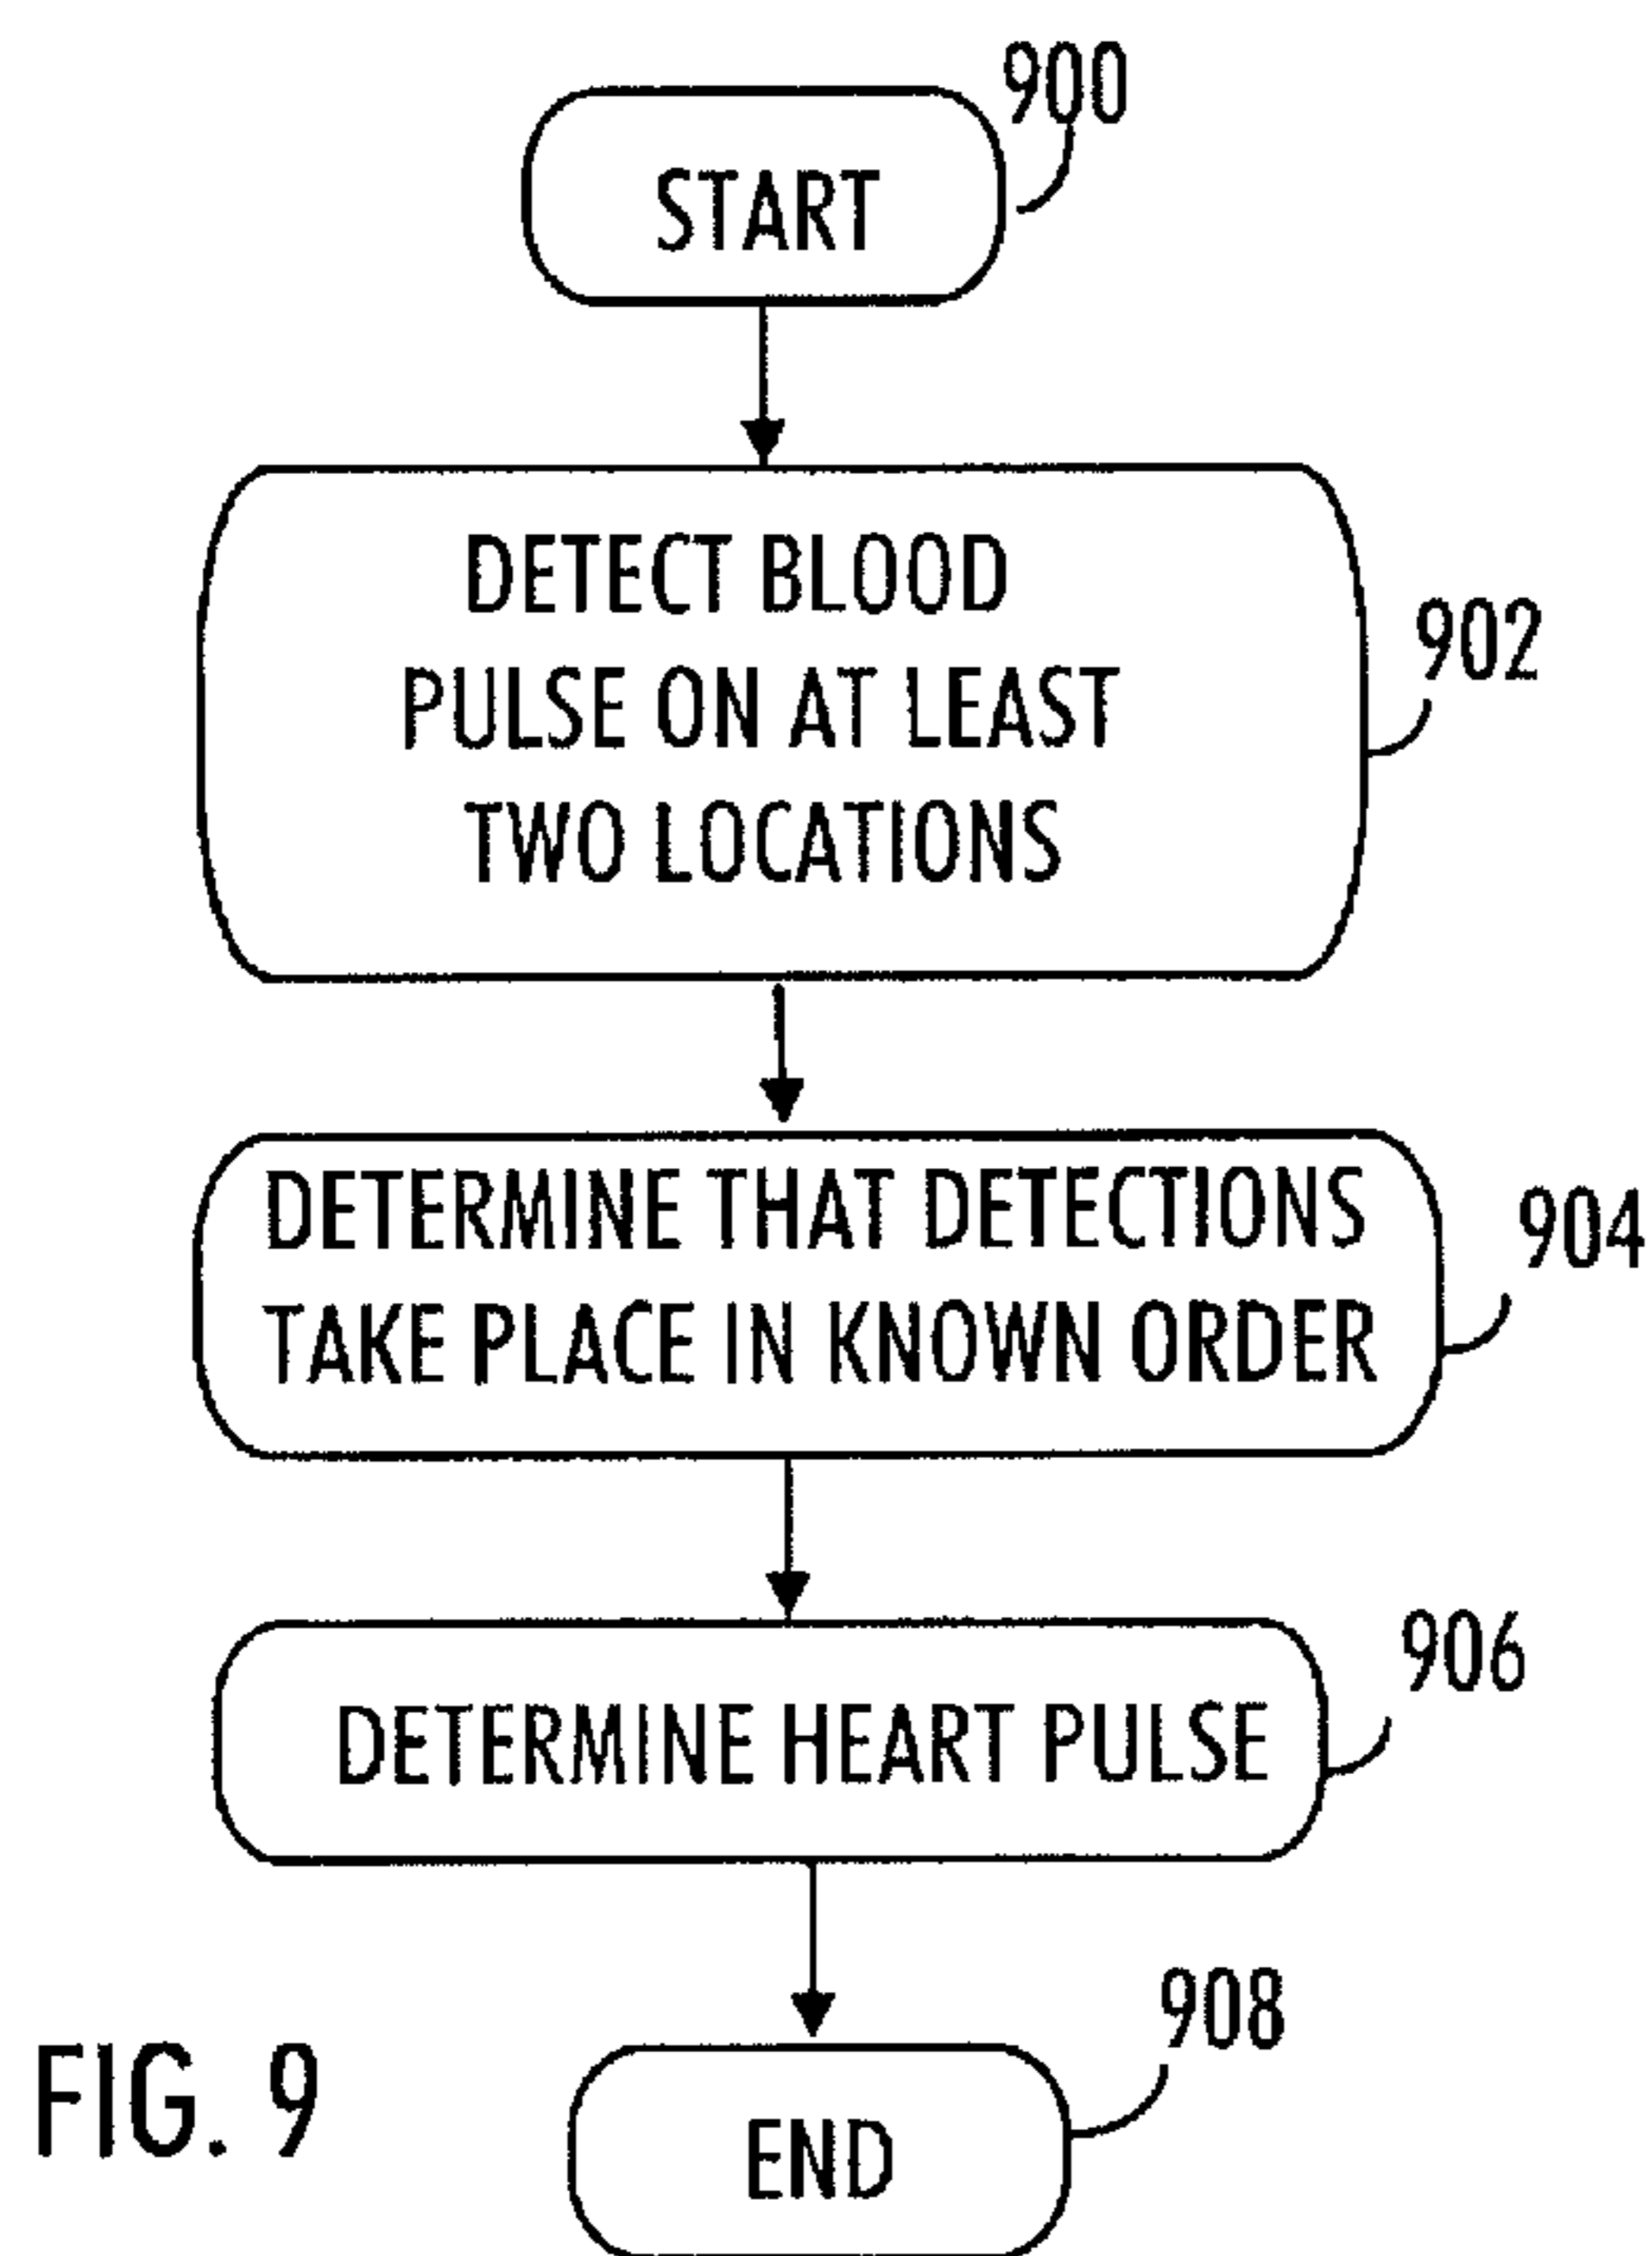 900
START
DETECT BLOOD
PULSE ON AT LEAST
TWO LOCATIONS
902
DETERMINE THAT DETECTIONS
TAKE PLACE IN KNOWN ORDER
904
DETERMINE HEART PULSE
906
END
908
FIG. 9